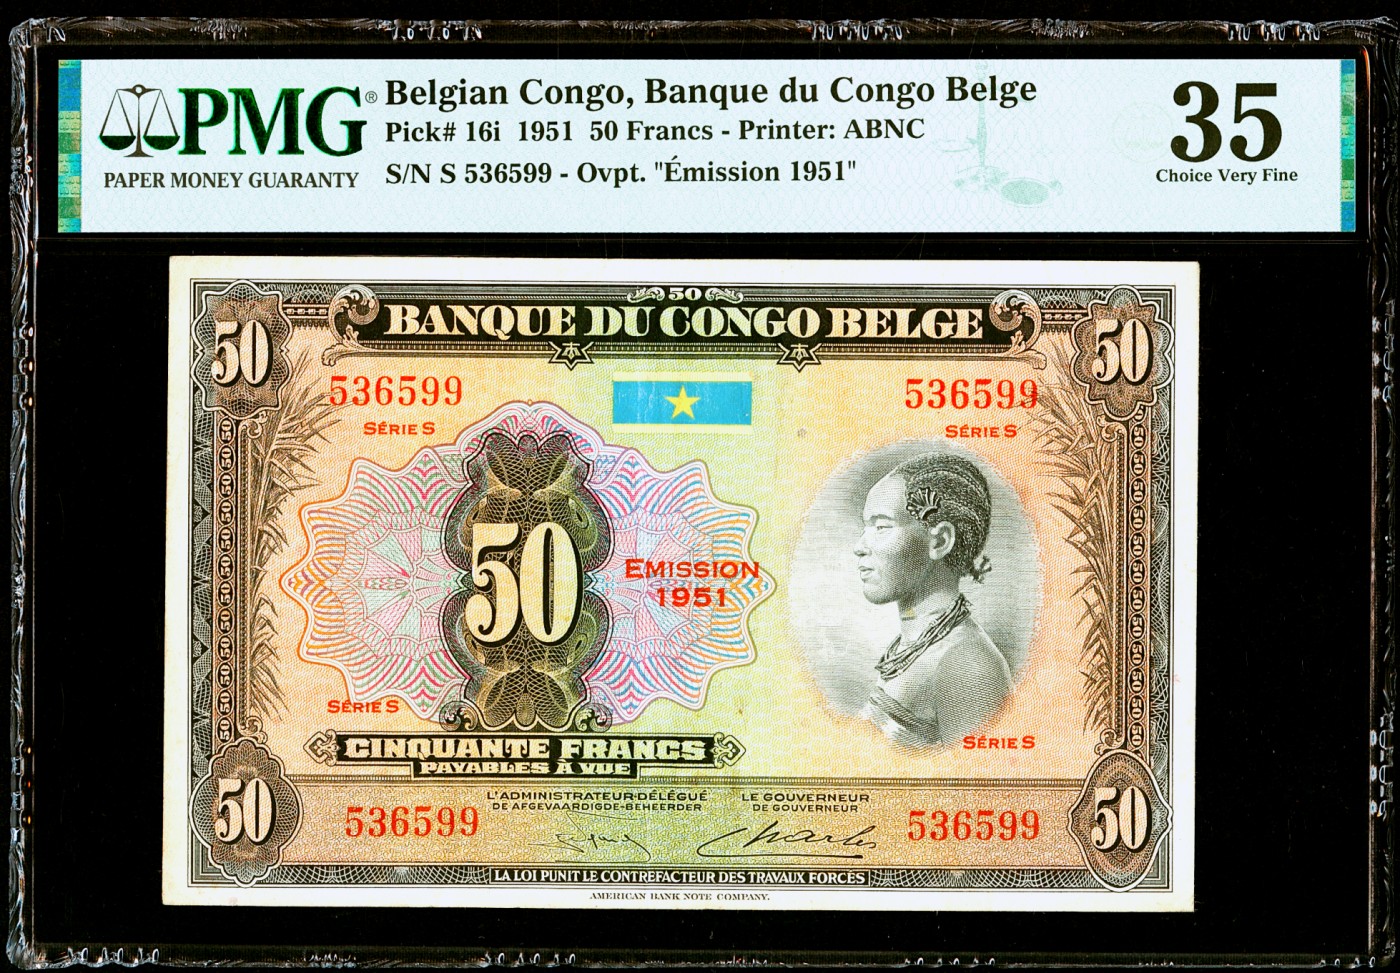 PMG®
PAPER MONEY GUARANTY
Belgian Congo, Banque du Congo Belge
Pick# 16i 1951 50 Francs - Printer: ABNC
S/N S 536599 - Ovpt. "Émission 1951"
35
Choice Very Fine
50
BANQUE DU CONGO BELGE
50
50
536599
536599
SÉRIE S
SÉRIE S
50
EMISSION
1951
SÉRIE S
SÉRIE S
CINQUANTE FRANCS
PAYABLES À VUE
50
50
L'ADMINISTRATEUR-DÉLÉGUÉ
DE AFGEVAARDIGDE-BEHEERDER
LE GOUVERNEUR
DE GOUVERNEUR
536599
536599
LA LOI PUNIT LE CONTREFACTEUR DES TRAVAUX FORCÉS
AMERICAN BANK NOTE COMPANY.